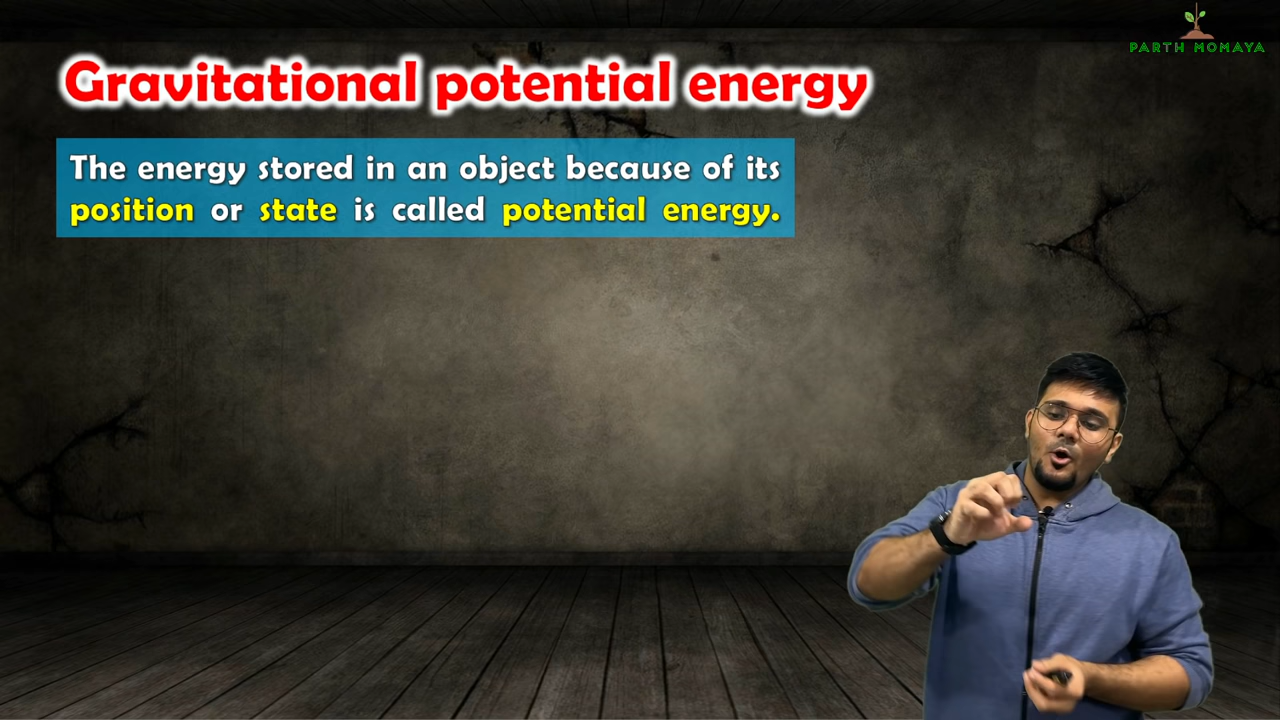 PARTH MOMAYA
Gravitational potential energy
The energy stored in an object because of its
position or state is called potential energy.